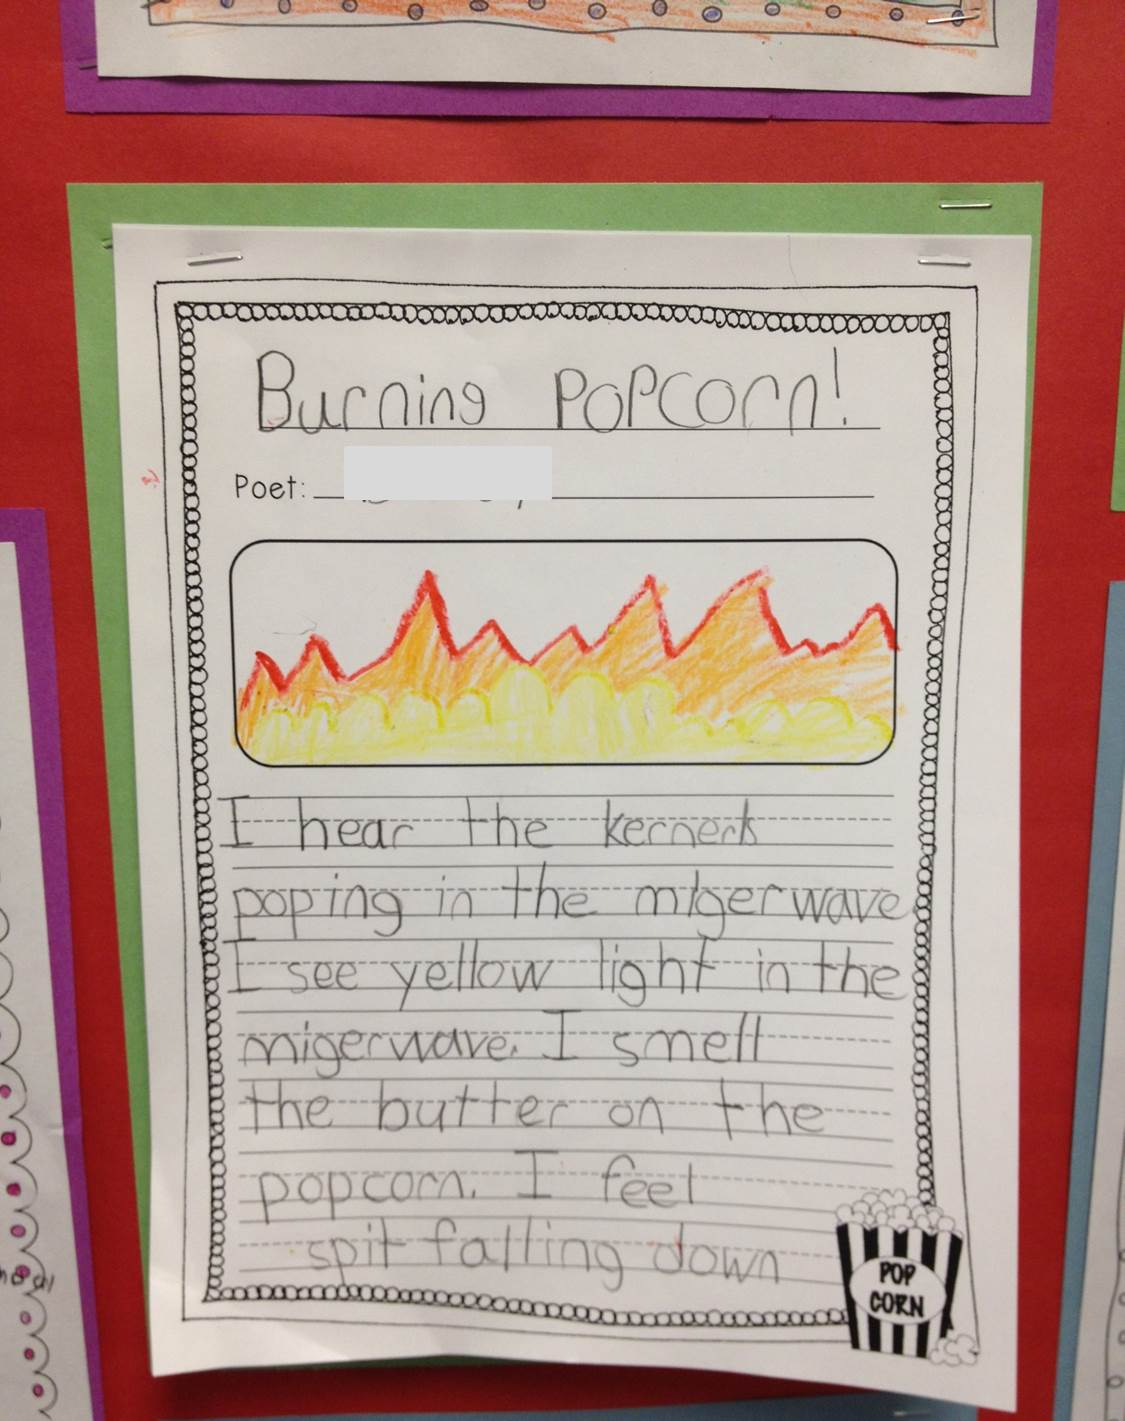 Burning PoPcorn!
Poet:
I hear the kernerls
poping in the migerwave
I see yellow light in the
migerwave. I smell
the butter on the
popcorn. I feel
spit falling down
POP
CORN